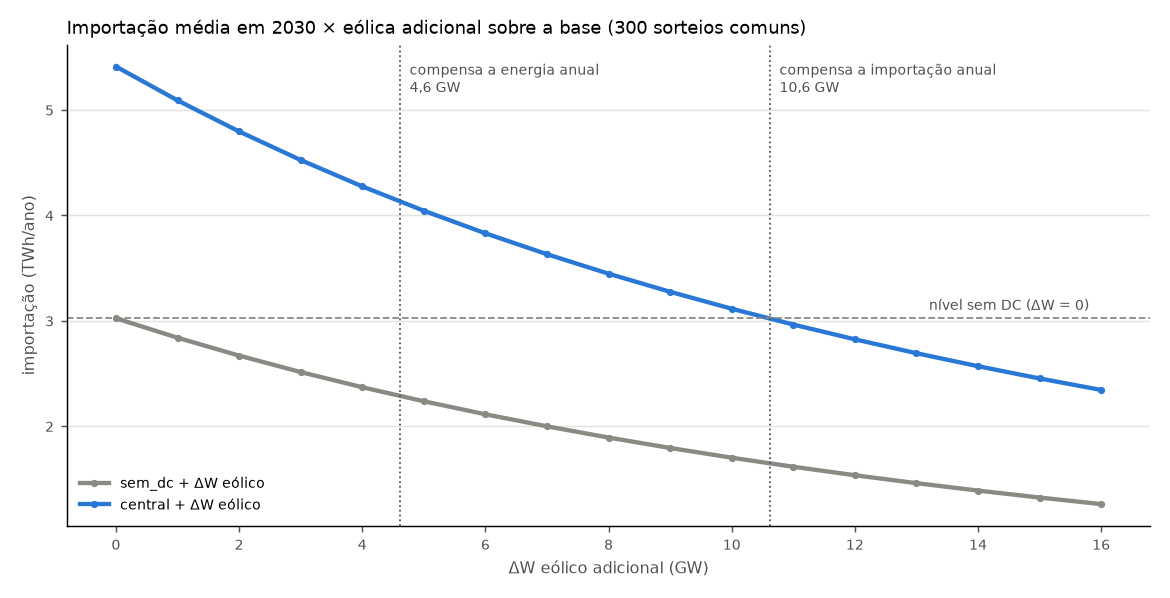 Importação média em 2030 × eólica adicional sobre a base (300 sorteios comuns)
compensa a energia anual
4,6 GW
compensa a importação anual
10,6 GW
nível sem DC (ΔW = 0)
importação (TWh/ano)
5
4
3
2
sem_dc + ΔW eólico
central + ΔW eólico
0 2 4 6 8 10 12 14 16
ΔW eólico adicional (GW)